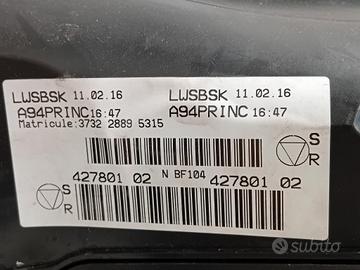 LWSBSK 11.02.16 LWSBSK 11.02.16
A94PRINC 16:47 A94PRINC 16:47
Matricule:3732 2889 5315
S S
R R
427801 02 N BF104 427801 02
subito